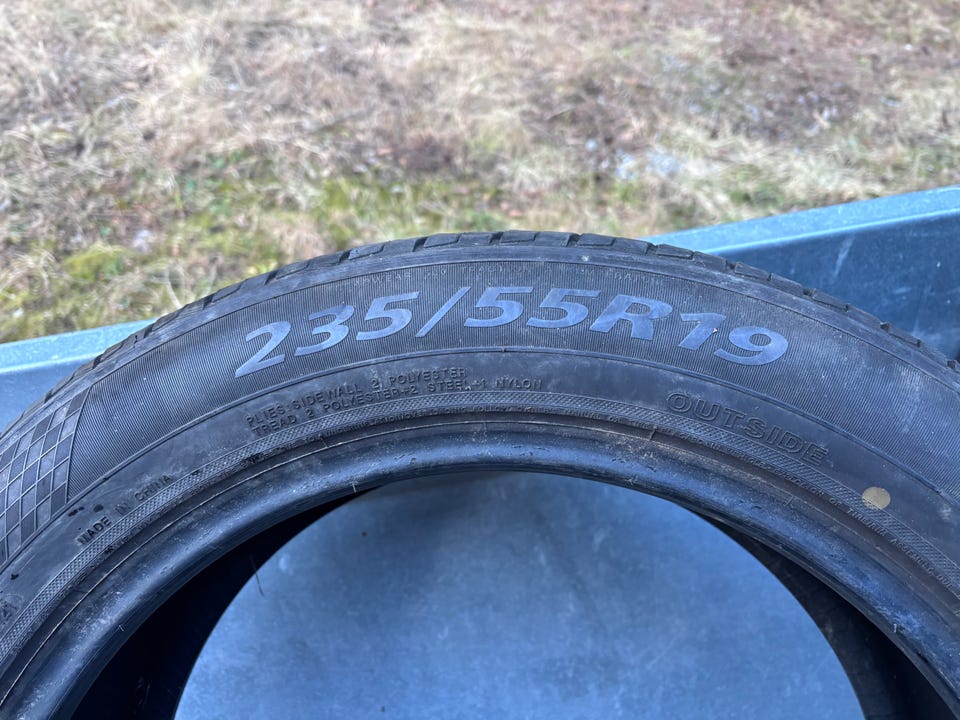 235/55R19
PLIES: SIDEWALL 2 POLYESTER
TREAD 2 POLYESTER+2 STEEL+1 NYLON
OUTSIDE
MADE IN CHINA